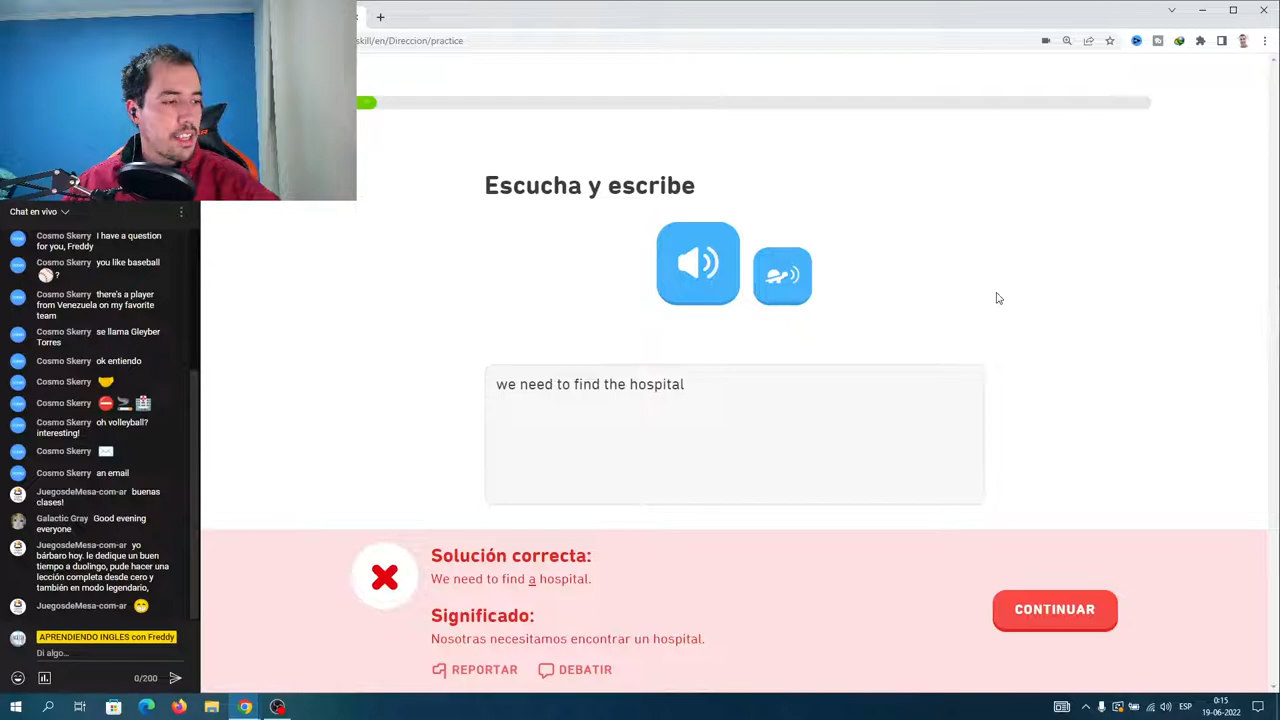 skill/en/Direccion/practice
Escucha y escribe
we need to find the hospital
Solución correcta:
We need to find a hospital.
Significado:
Nosotras necesitamos encontrar un hospital.
REPORTAR
DEBATIR
CONTINUAR
Chat en vivo
Cosmo Skerry I have a question
for you, Freddy
Cosmo Skerry you like baseball
⚾?
Cosmo Skerry there's a player
from Venezuela on my favorite
team
Cosmo Skerry se llama Gleyber
Torres
Cosmo Skerry ok entiendo
Cosmo Skerry 🤝
Cosmo Skerry ⛔🚬🏥
Cosmo Skerry oh volleyball?
interesting!
Cosmo Skerry ✉️
Cosmo Skerry an email
JuegosdeMesa-com-ar buenas
clases!
Galactic Gray Good evening
everyone
JuegosdeMesa-com-ar yo
bárbaro hoy. le dedique un buen
tiempo a duolingo, pude hacer una
lección completa desde cero y
también en modo legendario,
JuegosdeMesa-com-ar 😁
APRENDIENDO INGLES con Freddy
Di algo...
0/200
ESP
0:15
19-06-2022